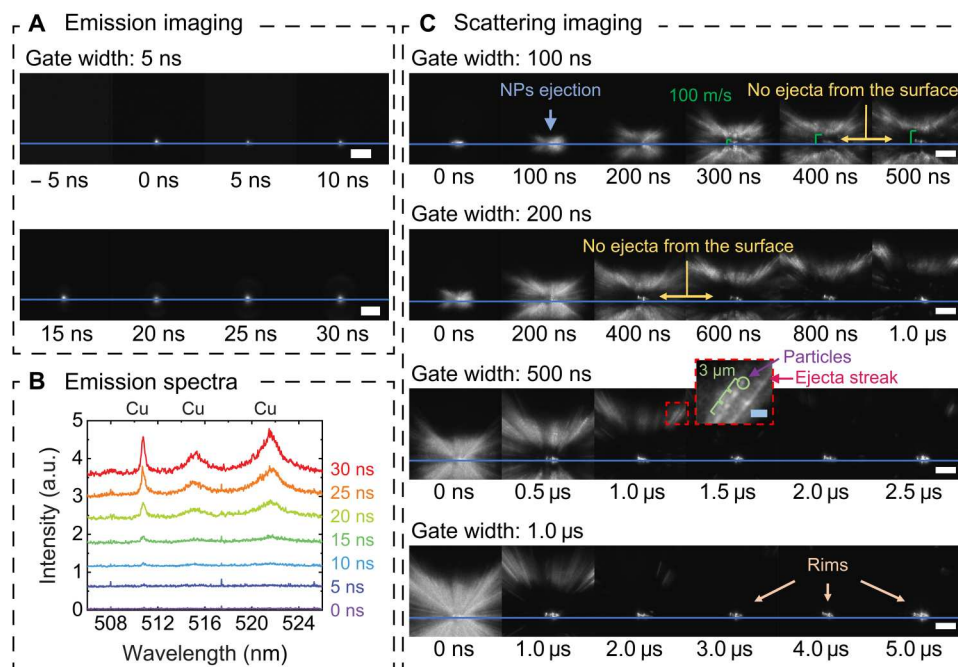 A Emission imaging
Gate width: 5 ns
− 5 ns 0 ns 5 ns 10 ns
15 ns 20 ns 25 ns 30 ns
B Emission spectra
Cu Cu Cu
Intensity (a.u.)
5
4
3
2
1
0
30 ns
25 ns
20 ns
15 ns
10 ns
5 ns
0 ns
508 512 516 520 524
Wavelength (nm)
C Scattering imaging
Gate width: 100 ns
NPs ejection
100 m/s
No ejecta from the surface
0 ns 100 ns 200 ns 300 ns 400 ns 500 ns
Gate width: 200 ns
No ejecta from the surface
0 ns 200 ns 400 ns 600 ns 800 ns 1.0 µs
Gate width: 500 ns
3 µm
Particles
Ejecta streak
0 ns 0.5 µs 1.0 µs 1.5 µs 2.0 µs 2.5 µs
Gate width: 1.0 µs
Rims
0 ns 1.0 µs 2.0 µs 3.0 µs 4.0 µs 5.0 µs